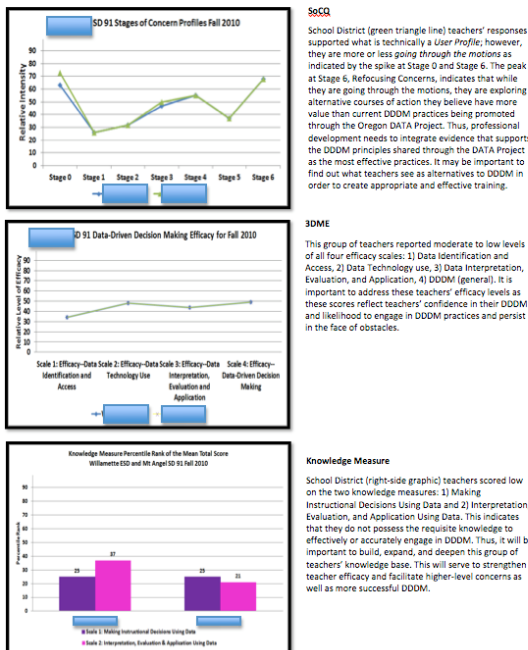 SD 91 Stages of Concern Profiles Fall 2010
Relative Intensity
90
80
70
60
50
40
30
20
10
0
Stage 0 Stage 1 Stage 2 Stage 3 Stage 4 Stage 5 Stage 6
SoCQ
School District (green triangle line) teachers' responses
supported what is technically a User Profile; however,
they are more or less going through the motions as
indicated by the spike at Stage 0 and Stage 6. The peak
at Stage 6, Refocusing Concerns, indicates that while
they are going through the motions, they are exploring
alternative courses of action they believe have more
value than current DDDM practices being promoted
through the Oregon DATA Project. Thus, professional
development needs to integrate evidence that supports
the DDDM principles shared through the DATA Project
as the most effective practices. It may be important to
find out what teachers see as alternatives to DDDM in
order to create appropriate and effective training.
D 91 Data-Driven Decision Making Efficacy for Fall 2010
Relative Level of Efficacy
90
80
70
60
50
40
30
20
10
0
Scale 1: Efficacy--Data Scale 2: Efficacy--Data Scale 3: Efficacy--Data Scale 4: Efficacy--
Identification and Technology Use Interpretation, Data-Driven Decision
Access Evaluation and Making
Application
3DME
This group of teachers reported moderate to low levels
of all four efficacy scales: 1) Data Identification and
Access, 2) Data Technology use, 3) Data Interpretation,
Evaluation, and Application, 4) DDDM (general). It is
important to address these teachers' efficacy levels as
these scores reflect teachers' confidence in their DDDM
and likelihood to engage in DDDM practices and persist
in the face of obstacles.
Knowledge Measure Percentile Rank of the Mean Total Score
Willamette ESD and Mt Angel SD 91 Fall 2010
Percentile Rank
90
80
70
60
50
40
30
20
10
0
25 37 25 21
Scale 1: Making Instructional Decisions Using Data
Scale 2: Interpretation, Evaluation & Application Using Data
Knowledge Measure
School District (right-side graphic) teachers scored low
on the two knowledge measures: 1) Making
Instructional Decisions Using Data and 2) Interpretation,
Evaluation, and Application Using Data. This indicates
that they do not possess the requisite knowledge to
effectively or accurately engage in DDDM. Thus, it will b
important to build, expand, and deepen this group of
teachers' knowledge base. This will serve to strengthen
teacher efficacy and facilitate higher-level concerns as
well as more successful DDDM.